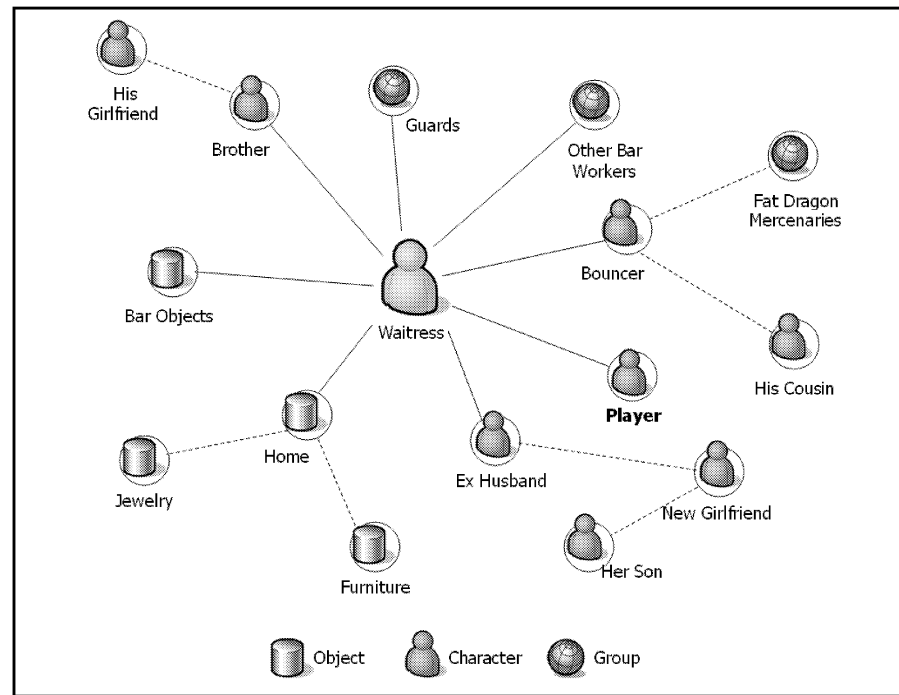 His
Girlfriend
Brother
Guards
Other Bar
Workers
Fat Dragon
Mercenaries
Bouncer
Bar Objects
Waitress
His Cousin
Player
Home
Ex Husband
Jewelry
New Girlfriend
Her Son
Furniture
Object
Character
Group